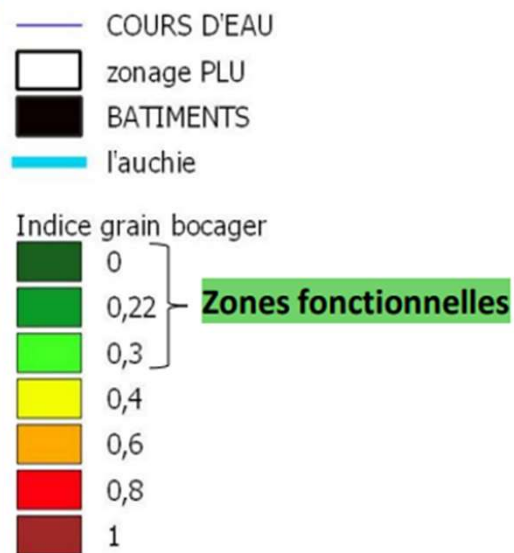 COURS D'EAU
zonage PLU
BATIMENTS
l'auchie
Indice grain bocager
0
0,22
Zones fonctionnelles
0,3
0,4
0,6
0,8
1